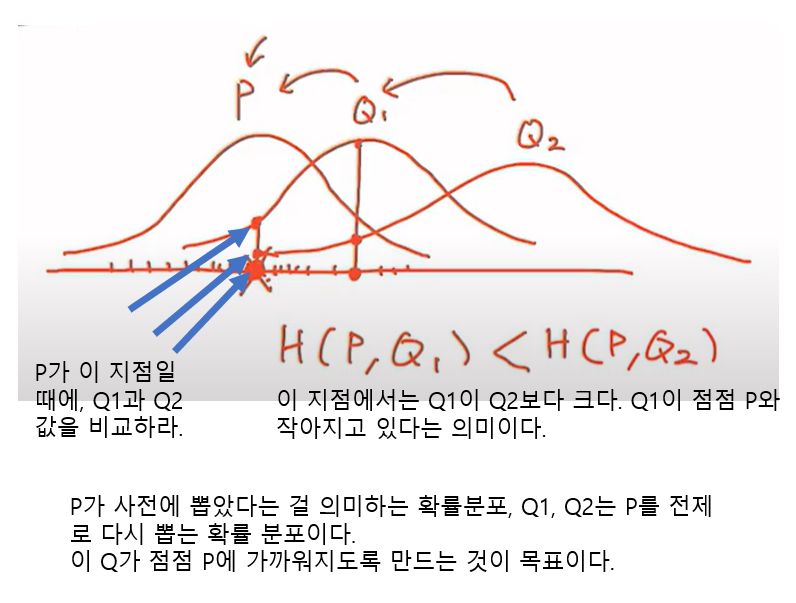 P
Q₁
Q₂
H(P,Q₁) < H(P,Q₂)
P가 이 지점일
때에, Q1과 Q2
값을 비교하라.
이 지점에서는 Q1이 Q2보다 크다. Q1이 점점 P와
작아지고 있다는 의미이다.
P가 사전에 뽑았다는 걸 의미하는 확률분포, Q1, Q2는 P를 전제
로 다시 뽑는 확률 분포이다.
이 Q가 점점 P에 가까워지도록 만드는 것이 목표이다.